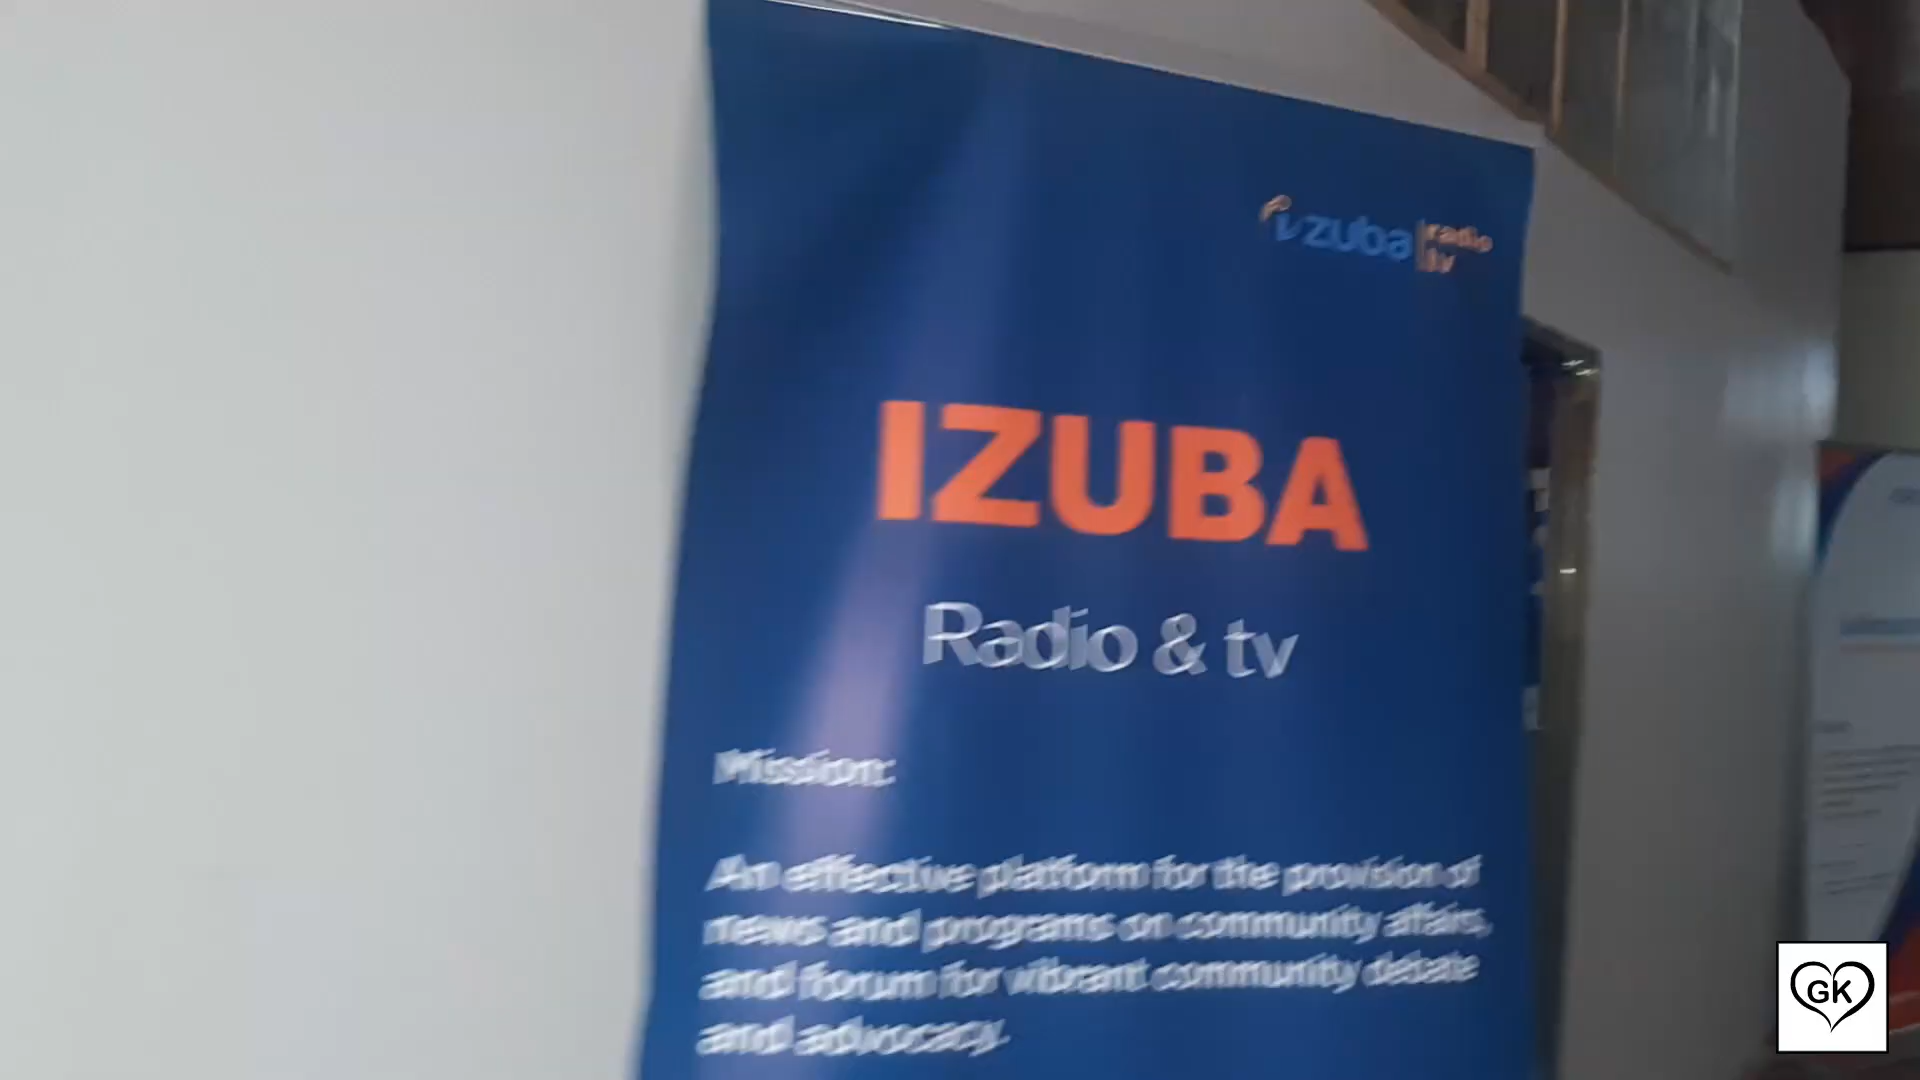 izuba radio
tv
IZUBA
Radio & tv
Mission:
An effective platform for the provision of
news and programs on community affairs,
and forum for vibrant community debate
and advocacy.
GK